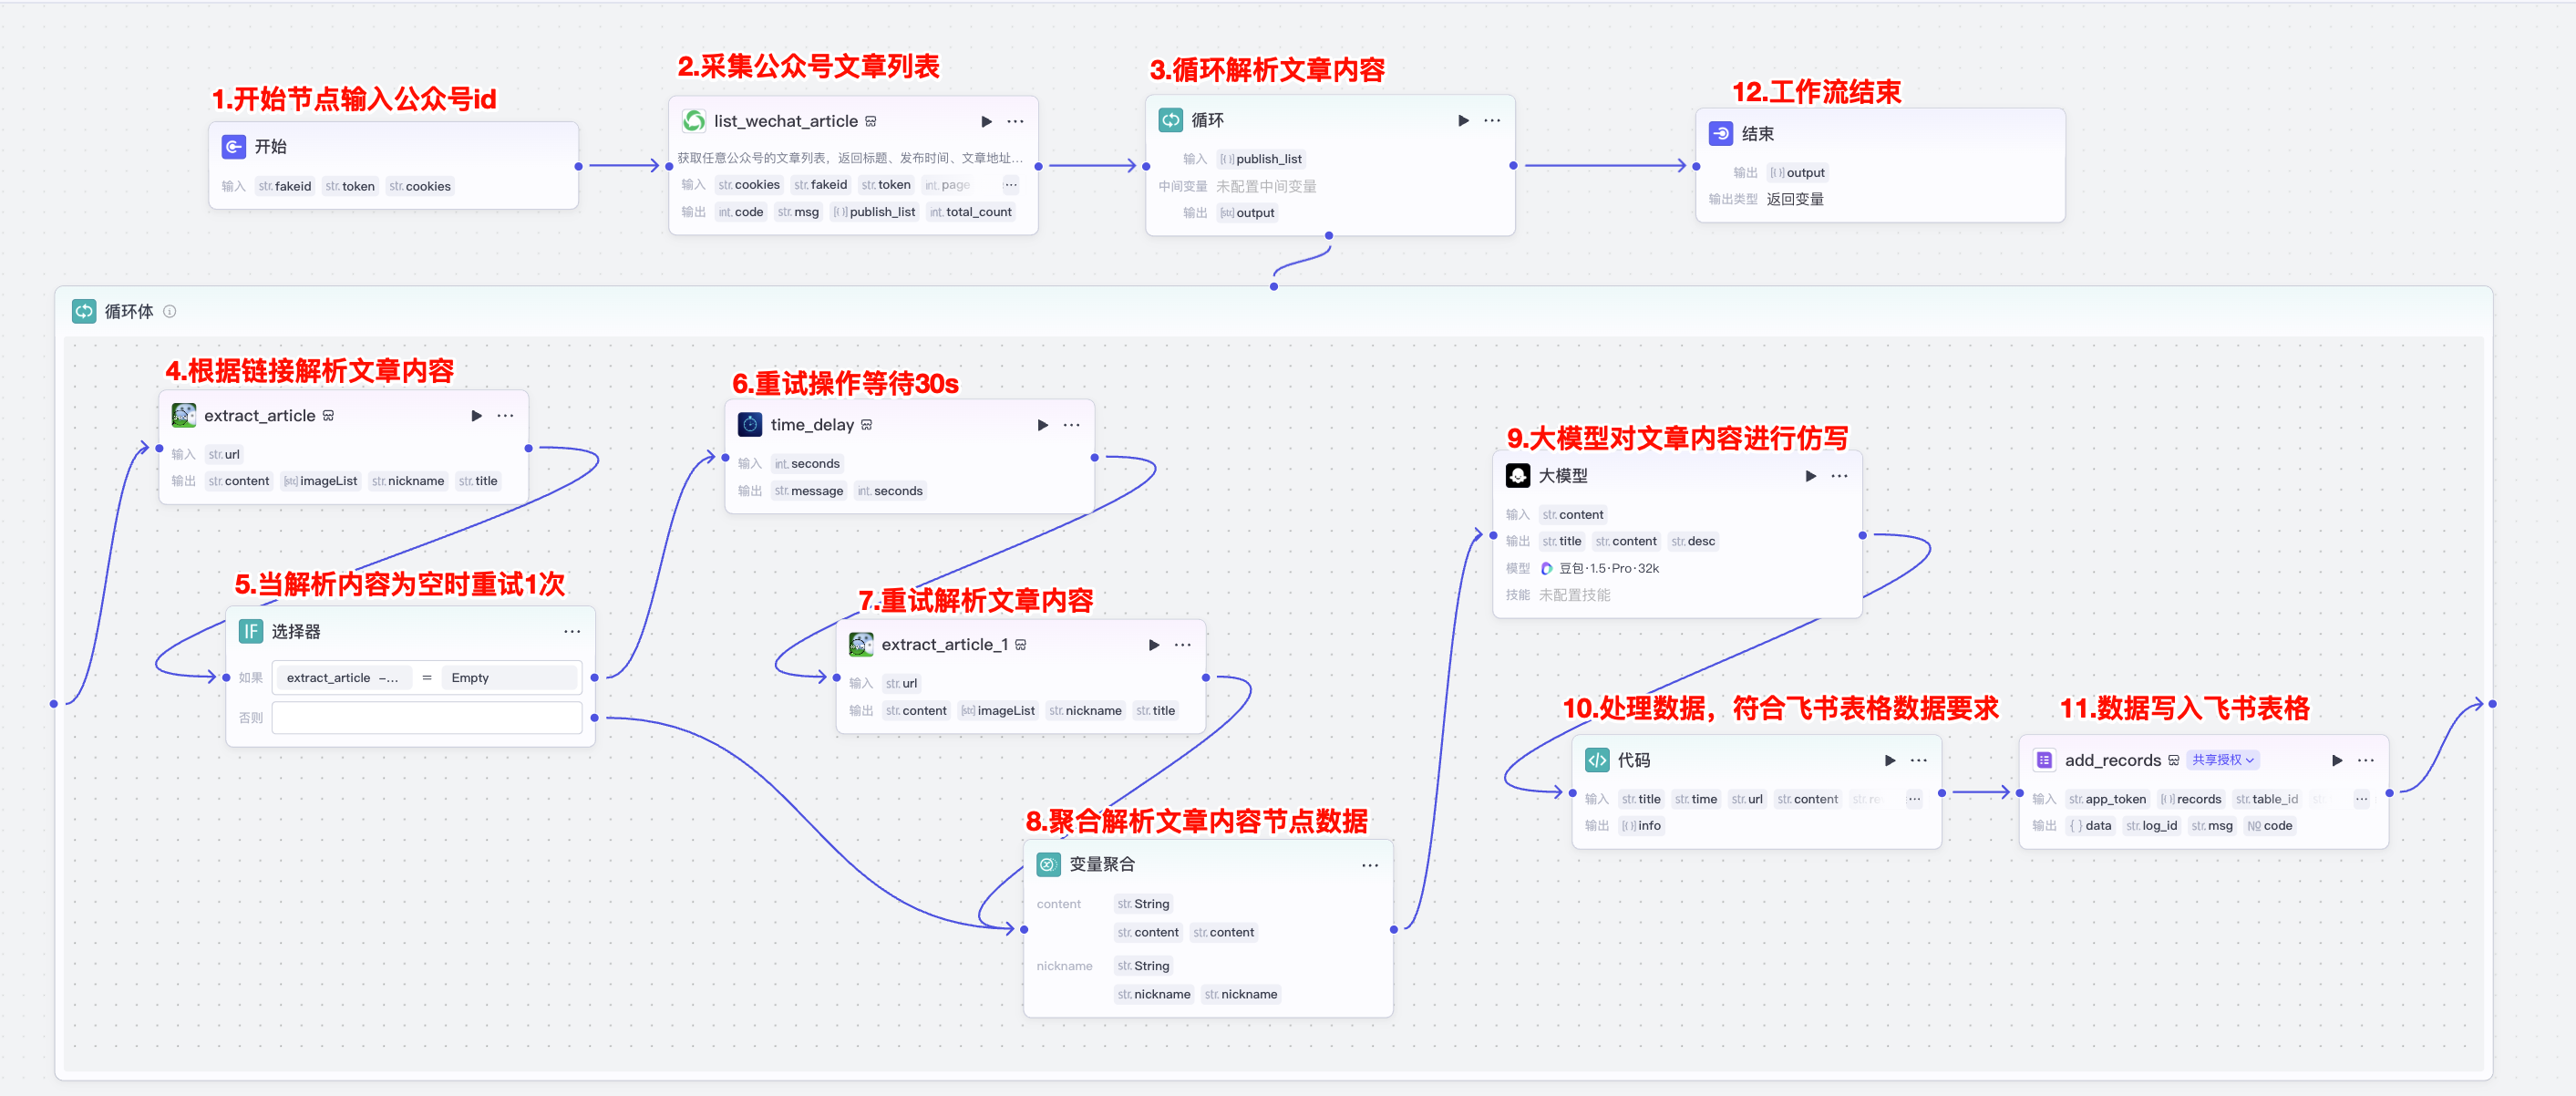 1.开始节点输入公众号id
开始
输入 str.fakeid str.token str.cookies
2.采集公众号文章列表
list_wechat_article
获取任意公众号的文章列表，返回标题、发布时间、文章地址...
输入 str.cookies str.fakeid str.token int.page ...
输出 int.code str.msg [{}]publish_list int.total_count
3.循环解析文章内容
循环
输入 [{}]publish_list
中间变量 未配置中间变量
输出 [str]output
12.工作流结束
结束
输出 [{}]output
输出类型 返回变量
循环体
4.根据链接解析文章内容
extract_article
输入 str.url
输出 str.content [str]imageList str.nickname str.title
5.当解析内容为空时重试1次
IF 选择器
如果 extract_article -... = Empty
否则
6.重试操作等待30s
time_delay
输入 int.seconds
输出 str.message int.seconds
7.重试解析文章内容
extract_article_1
输入 str.url
输出 str.content [str]imageList str.nickname str.title
8.聚合解析文章内容节点数据
变量聚合
content str.String
str.content str.content
nickname str.String
str.nickname str.nickname
9.大模型对文章内容进行仿写
大模型
输入 str.content
输出 str.title str.content str.desc
模型 豆包·1.5·Pro·32k
技能 未配置技能
10.处理数据，符合飞书表格数据要求
代码
输入 str.title str.time str.url str.content str.re ...
输出 [{}]info
11.数据写入飞书表格
add_records 共享授权
输入 str.app_token [{}]records str.table_id ...
输出 {}data str.log_id str.msg №code